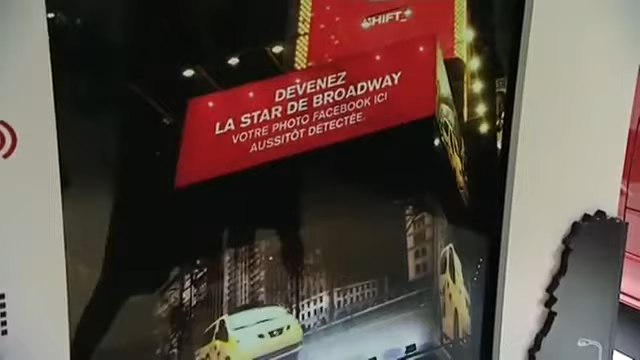 SHIFT_
DEVENEZ
LA STAR DE BROADWAY
VOTRE PHOTO FACEBOOK ICI
AUSSITÔT DÉTECTÉE.